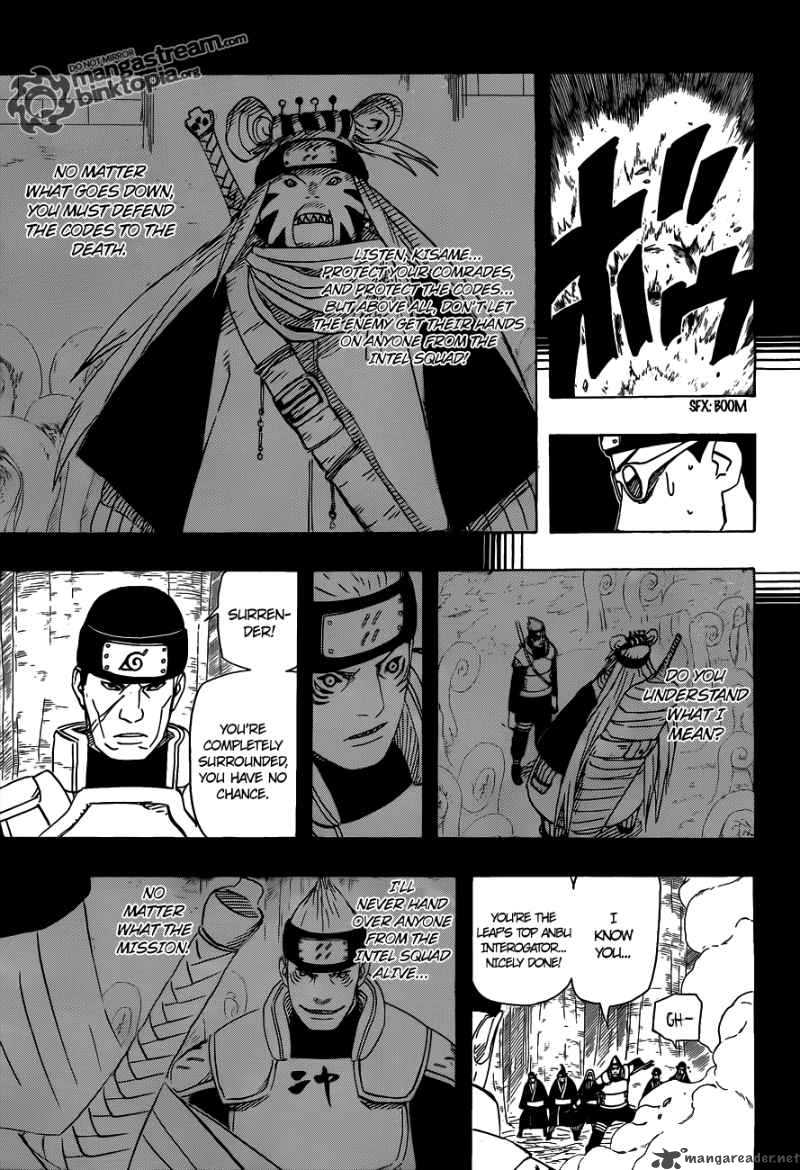 DO NOT MIRROR
mangastream.com
binktopia.org
ボオオ
SFX: BOOM
NO MATTER
WHAT GOES DOWN,
YOU MUST DEFEND
THE CODES TO THE
DEATH.
LISTEN, KISAME...
PROTECT YOUR COMRADES,
AND PROTECT THE CODES...
BUT ABOVE ALL, DON'T LET
THE ENEMY GET THEIR HANDS
ON ANYONE FROM THE
INTEL SQUAD!
DO YOU
UNDERSTAND
WHAT I
MEAN?
SURREN-
DER!
YOU'RE
COMPLETELY
SURROUNDED,
YOU HAVE NO
CHANCE.
I
KNOW
YOU...
YOU'RE THE
LEAF'S TOP ANBU
INTEROGATOR...
NICELY DONE!
GH-
I'LL
NEVER HAND
OVER ANYONE
FROM THE
INTEL SQUAD
ALIVE...
NO
MATTER
WHAT THE
MISSION!
mangareader.net